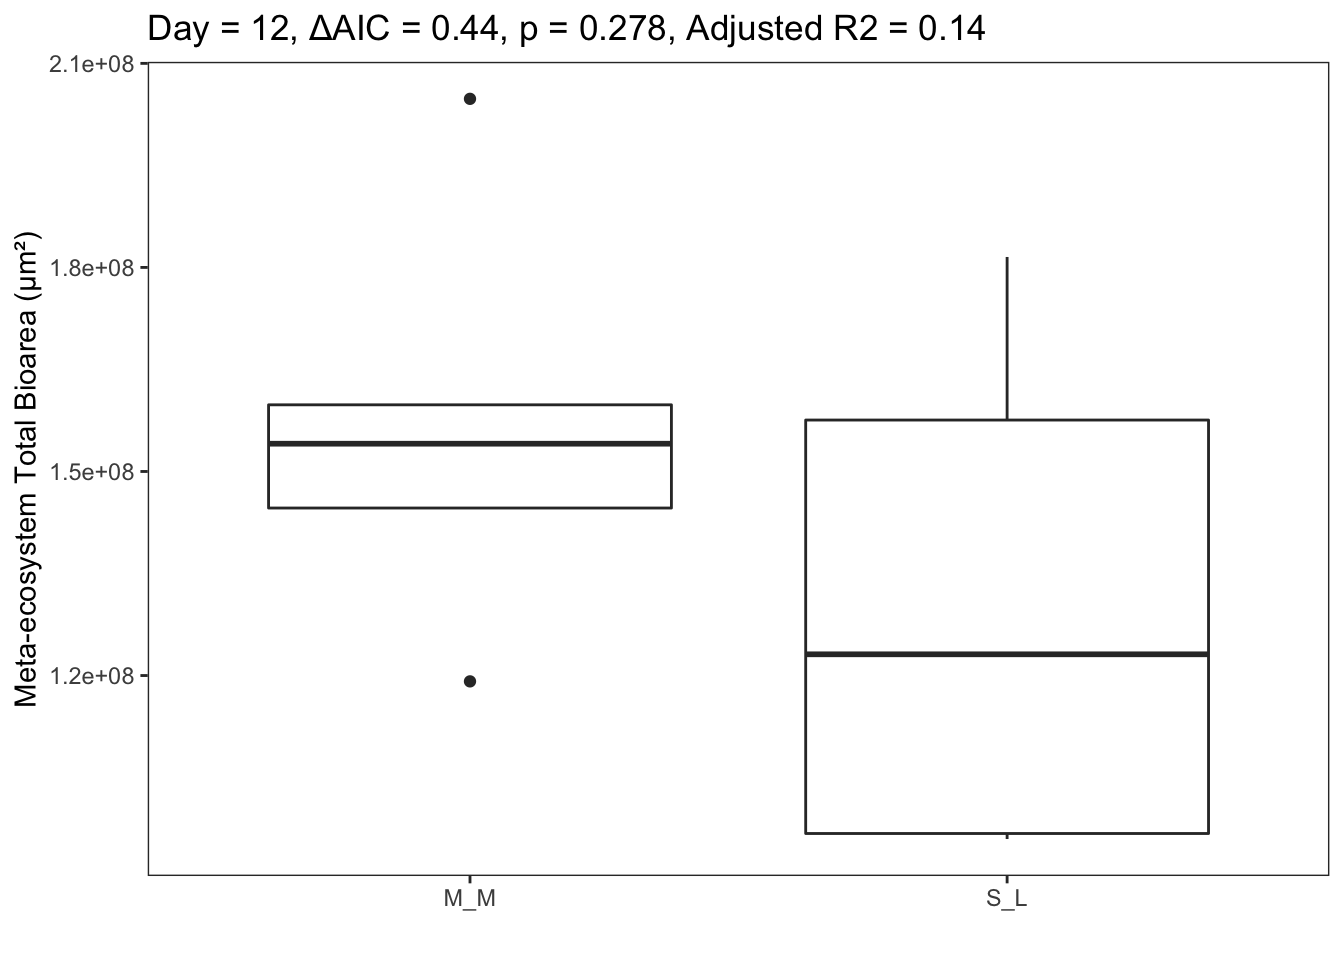 Day = 12, ΔAIC = 0.44, p = 0.278, Adjusted R2 = 0.14
Meta-ecosystem Total Bioarea (µm²)
2.1e+08
1.8e+08
1.5e+08
1.2e+08
M_M
S_L